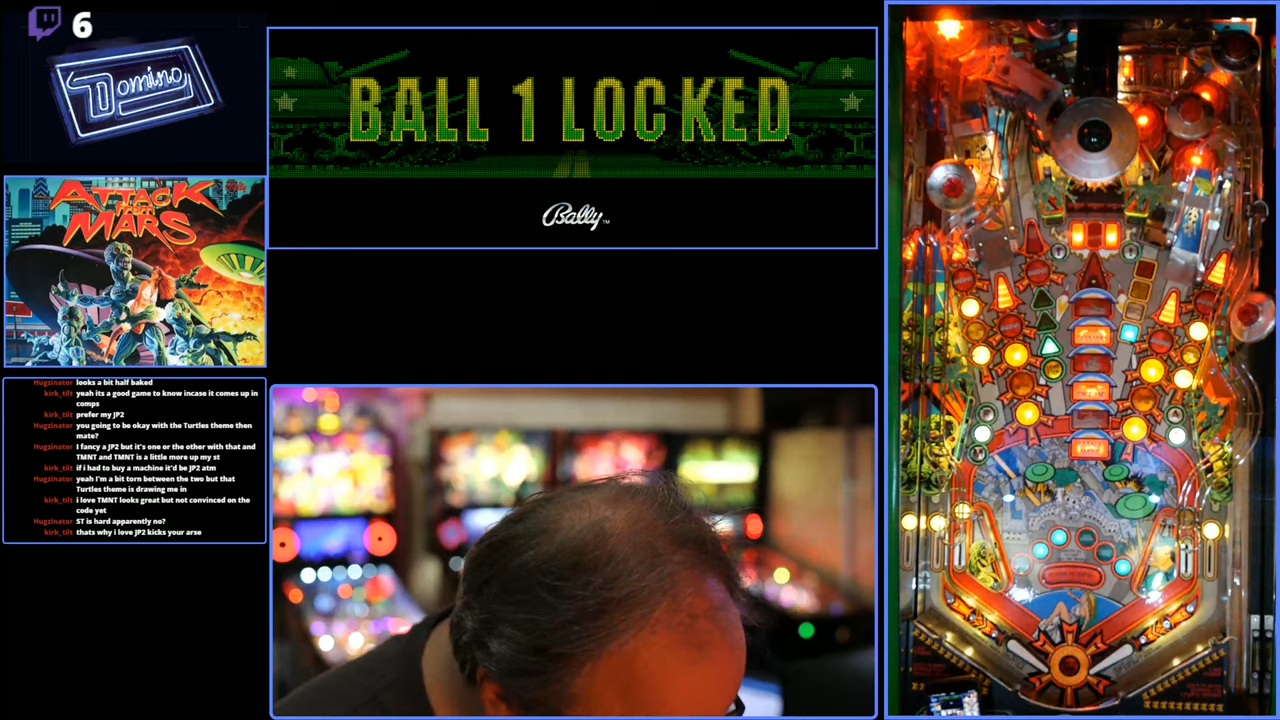 6
Domino
BALL 1 LOCKED
Bally™
ATTACK
from
MARS
Hugzinator looks a bit half baked
kirk_tilt yeah its a good game to know incase it comes up in
comps
kirk_tilt prefer my JP2
Hugzinator you going to be okay with the Turtles theme then
mate?
Hugzinator I fancy a JP2 but it's one or the other with that and
TMNT and TMNT is a little more up my st
kirk_tilt if i had to buy a machine it'd be JP2 atm
Hugzinator yeah I'm a bit torn between the two but that
Turtles theme is drawing me in
kirk_tilt i love TMNT looks great but not convinced on the
code yet
Hugzinator ST is hard apparently no?
kirk_tilt thats why i love JP2 kicks your arse